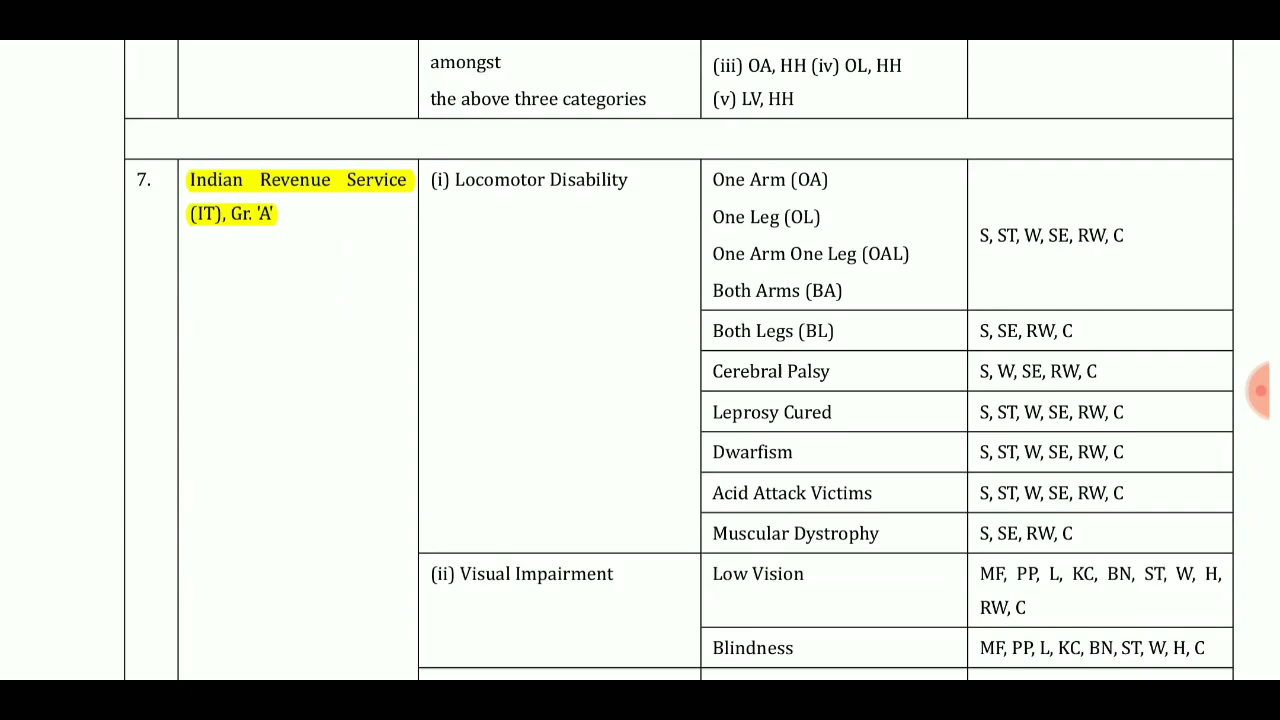 amongst
the above three categories
(iii) OA, HH (iv) OL, HH
(v) LV, HH
7.
Indian Revenue Service
(IT), Gr. 'A'
(i) Locomotor Disability
One Arm (OA)
One Leg (OL)
One Arm One Leg (OAL)
Both Arms (BA)
S, ST, W, SE, RW, C
Both Legs (BL)
S, SE, RW, C
Cerebral Palsy
S, W, SE, RW, C
Leprosy Cured
S, ST, W, SE, RW, C
Dwarfism
S, ST, W, SE, RW, C
Acid Attack Victims
S, ST, W, SE, RW, C
Muscular Dystrophy
S, SE, RW, C
(ii) Visual Impairment
Low Vision
MF, PP, L, KC, BN, ST, W, H,
RW, C
Blindness
MF, PP, L, KC, BN, ST, W, H, C